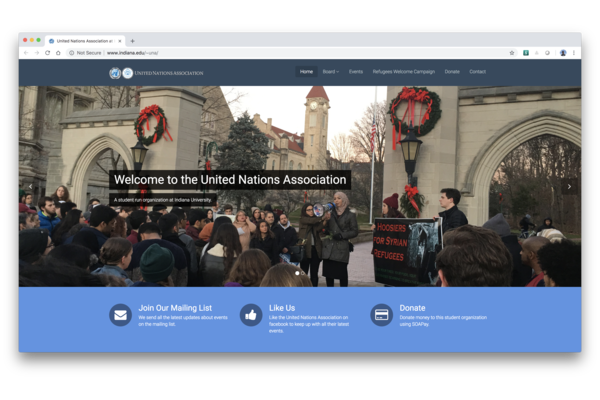 United Nations Association at
Not Secure | www.indiana.edu/~una/
UNITED NATIONS ASSOCIATION
Home Board Events Refugees Welcome Campaign Donate Contact
Welcome to the United Nations Association
A student run organization at Indiana University.
HOOSIERS
FOR SYRIAN
REFUGEES
Join Our Mailing List
We send all the latest updates about events
on the mailing list.
Like Us
Like the United Nations Association on
facebook to keep up with all their latest
events.
Donate
Donate money to this student organization
using SOAPay.